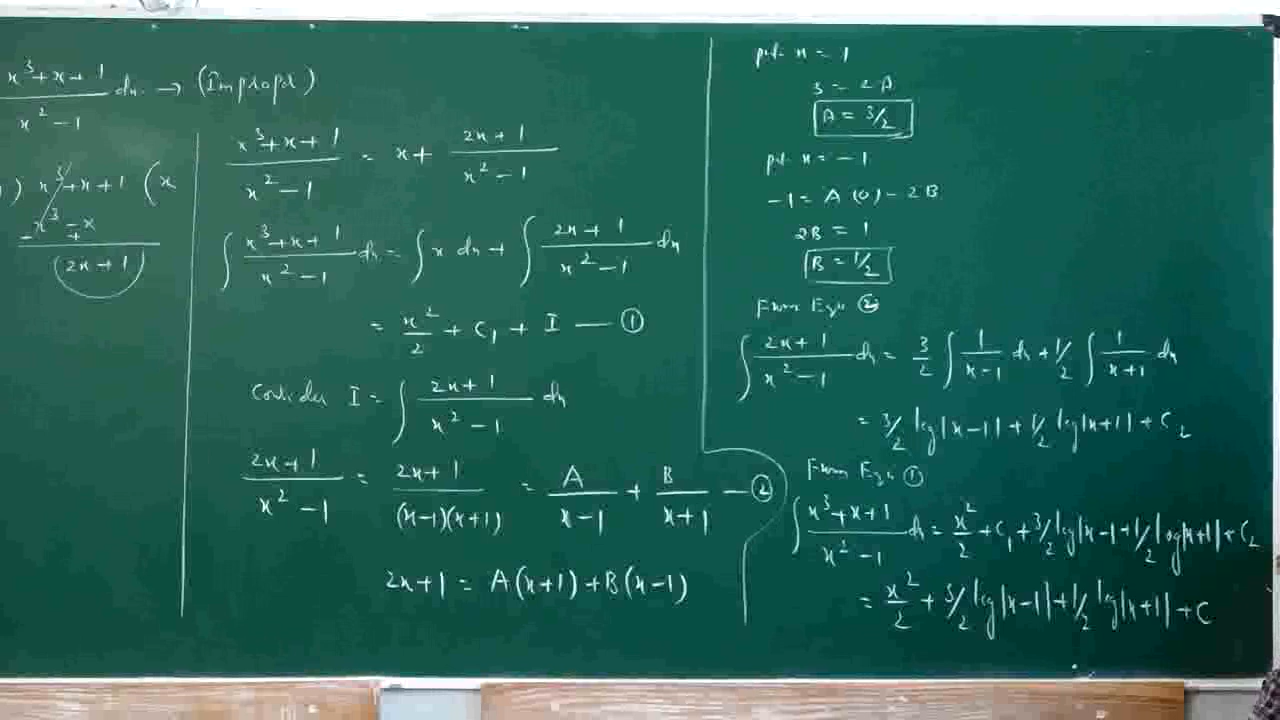 x³+x+1 / x²-1 dx → (Improper)
) x³+x+1 (x
-x³ -+ x
2x+1
x³+x+1 / x²-1 = x + 2x+1 / x²-1
∫ x³+x+1 / x²-1 dx = ∫ x dx + ∫ 2x+1 / x²-1 dx
= x²/2 + C₁ + I — ①
Consider I = ∫ 2x+1 / x²-1 dx
2x+1 / x²-1 = 2x+1 / (x-1)(x+1) = A / x-1 + B / x+1 — ②
2x+1 = A(x+1) + B(x-1)
put x = 1
3 = 2A
A = 3/2
put x = -1
-1 = A(0) - 2B
2B = 1
B = 1/2
From Eqn ②
∫ 2x+1 / x²-1 dx = 3/2 ∫ 1 / x-1 dx + 1/2 ∫ 1 / x+1 dx
= 3/2 log|x-1| + 1/2 log|x+1| + C₂
From Eqn ①
∫ x³+x+1 / x²-1 dx = x²/2 + C₁ + 3/2 log|x-1 + 1/2 log|x+1| + C₂
= x²/2 + 3/2 log|x-1| + 1/2 log|x+1| + C